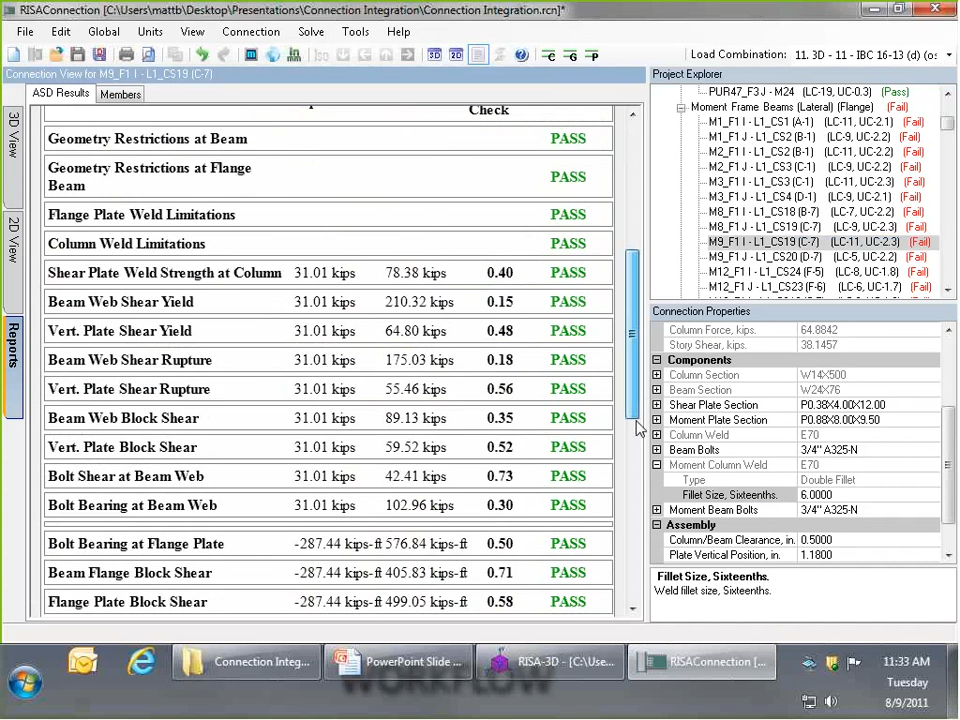 RISAConnection [C:\Users\mattb\Desktop\Presentations\Connection Integration\Connection Integration.rcn]*
File Edit Global Units View Connection Solve Tools Help
3D 2D C G P Load Combination: 11. 3D - 11 - IBC 16-13 (d) (os
Connection View for M9_F1 I - L1_CS19 (C-7)
Project Explorer
ASD Results Members
3D View
2D View
Reports
Check
Geometry Restrictions at Beam PASS
Geometry Restrictions at Flange
Beam PASS
Flange Plate Weld Limitations PASS
Column Weld Limitations PASS
Shear Plate Weld Strength at Column 31.01 kips 78.38 kips 0.40 PASS
Beam Web Shear Yield 31.01 kips 210.32 kips 0.15 PASS
Vert. Plate Shear Yield 31.01 kips 64.80 kips 0.48 PASS
Beam Web Shear Rupture 31.01 kips 175.03 kips 0.18 PASS
Vert. Plate Shear Rupture 31.01 kips 55.46 kips 0.56 PASS
Beam Web Block Shear 31.01 kips 89.13 kips 0.35 PASS
Vert. Plate Block Shear 31.01 kips 59.52 kips 0.52 PASS
Bolt Shear at Beam Web 31.01 kips 42.41 kips 0.73 PASS
Bolt Bearing at Beam Web 31.01 kips 102.96 kips 0.30 PASS
Bolt Bearing at Flange Plate -287.44 kips-ft 576.84 kips-ft 0.50 PASS
Beam Flange Block Shear -287.44 kips-ft 405.83 kips-ft 0.71 PASS
Flange Plate Block Shear -287.44 kips-ft 499.05 kips-ft 0.58 PASS
PUR47_F3 J - M24 (LC-19, UC-0.3) (Pass)
Moment Frame Beams (Lateral) (Flange) (Fail)
M1_F1 I - L1_CS1 (A-1) (LC-11, UC-2.2) (Fail)
M1_F1 J - L1_CS2 (B-1) (LC-9, UC-2.2) (Fail)
M2_F1 I - L1_CS2 (B-1) (LC-11, UC-2.2) (Fail)
M2_F1 J - L1_CS3 (C-1) (LC-9, UC-2.2) (Fail)
M3_F1 I - L1_CS3 (C-1) (LC-11, UC-2.3) (Fail)
M3_F1 J - L1_CS4 (D-1) (LC-9, UC-2.2) (Fail)
M8_F1 I - L1_CS18 (B-7) (LC-7, UC-2.2) (Fail)
M8_F1 J - L1_CS19 (C-7) (LC-9, UC-2.3) (Fail)
M9_F1 I - L1_CS19 (C-7) (LC-11, UC-2.3) (Fail)
M9_F1 J - L1_CS20 (D-7) (LC-5, UC-2.2) (Fail)
M12_F1 I - L1_CS24 (F-5) (LC-8, UC-1.8) (Fail)
M12_F1 J - L1_CS23 (F-6) (LC-6, UC-1.7) (Fail)
Connection Properties
Column Force, kips. 64.8842
Story Shear, kips. 38.1457
Components
Column Section W14X500
Beam Section W24X76
Shear Plate Section P0.38X4.00X12.00
Moment Plate Section P0.88X8.00X9.50
Column Weld E70
Beam Bolts 3/4" A325-N
Moment Column Weld E70
Type Double Fillet
Fillet Size, Sixteenths. 6.0000
Moment Beam Bolts 3/4" A325-N
Assembly
Column/Beam Clearance, in. 0.5000
Plate Vertical Position, in. 1.1800
Fillet Size, Sixteenths.
Weld fillet size, Sixteenths.
Connection Integ... PowerPoint Slide ... RISA-3D - [C:\Use... RISAConnection [...
WORKFLOW
11:33 AM
Tuesday
8/9/2011